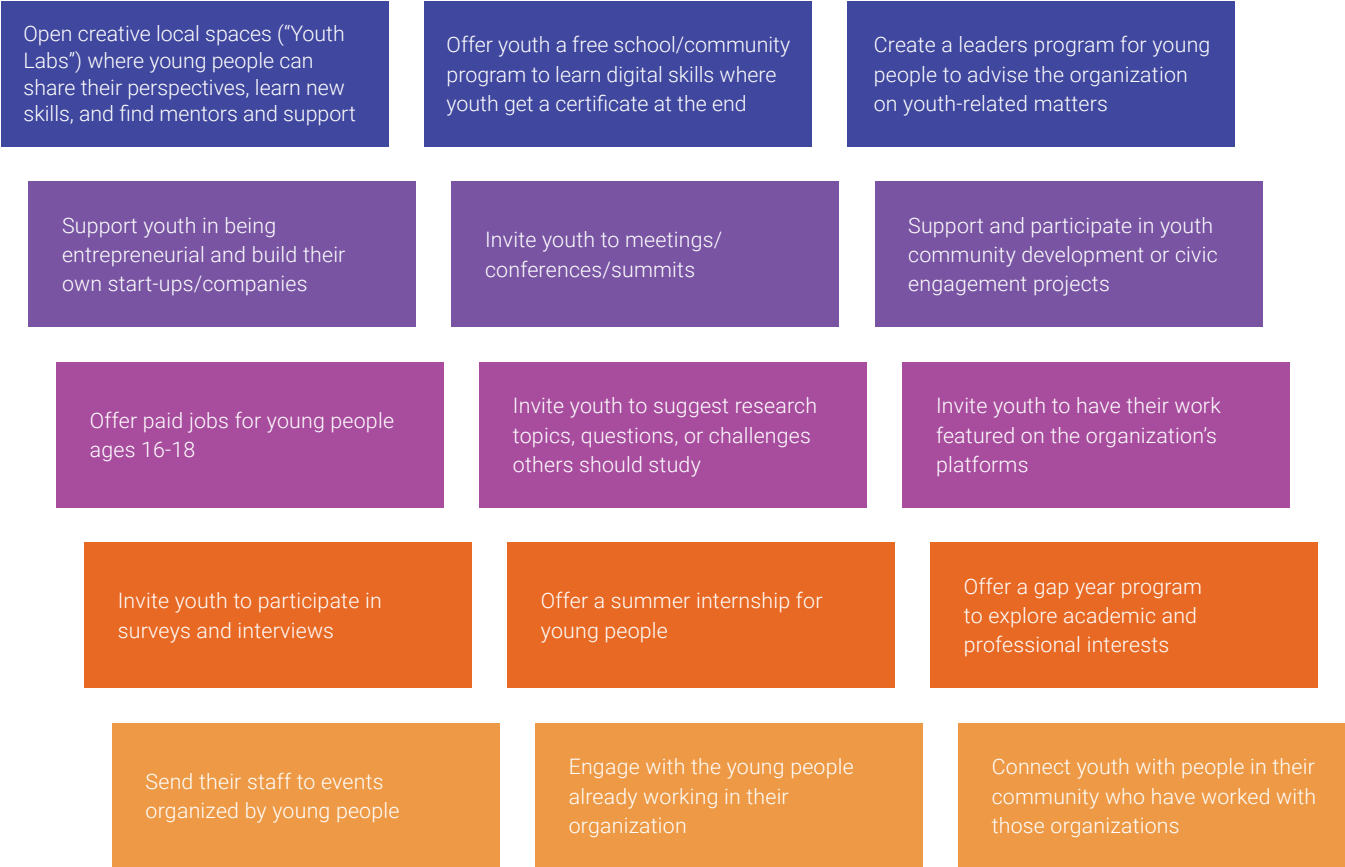 Open creative local spaces (“Youth
Labs”) where young people can
share their perspectives, learn new
skills, and find mentors and support
Offer youth a free school/community
program to learn digital skills where
youth get a certificate at the end
Create a leaders program for young
people to advise the organization
on youth-related matters
Support youth in being
entrepreneurial and build their
own start-ups/companies
Invite youth to meetings/
conferences/summits
Support and participate in youth
community development or civic
engagement projects
Offer paid jobs for young people
ages 16-18
Invite youth to suggest research
topics, questions, or challenges
others should study
Invite youth to have their work
featured on the organization’s
platforms
Invite youth to participate in
surveys and interviews
Offer a summer internship for
young people
Offer a gap year program
to explore academic and
professional interests
Send their staff to events
organized by young people
Engage with the young people
already working in their
organization
Connect youth with people in their
community who have worked with
those organizations